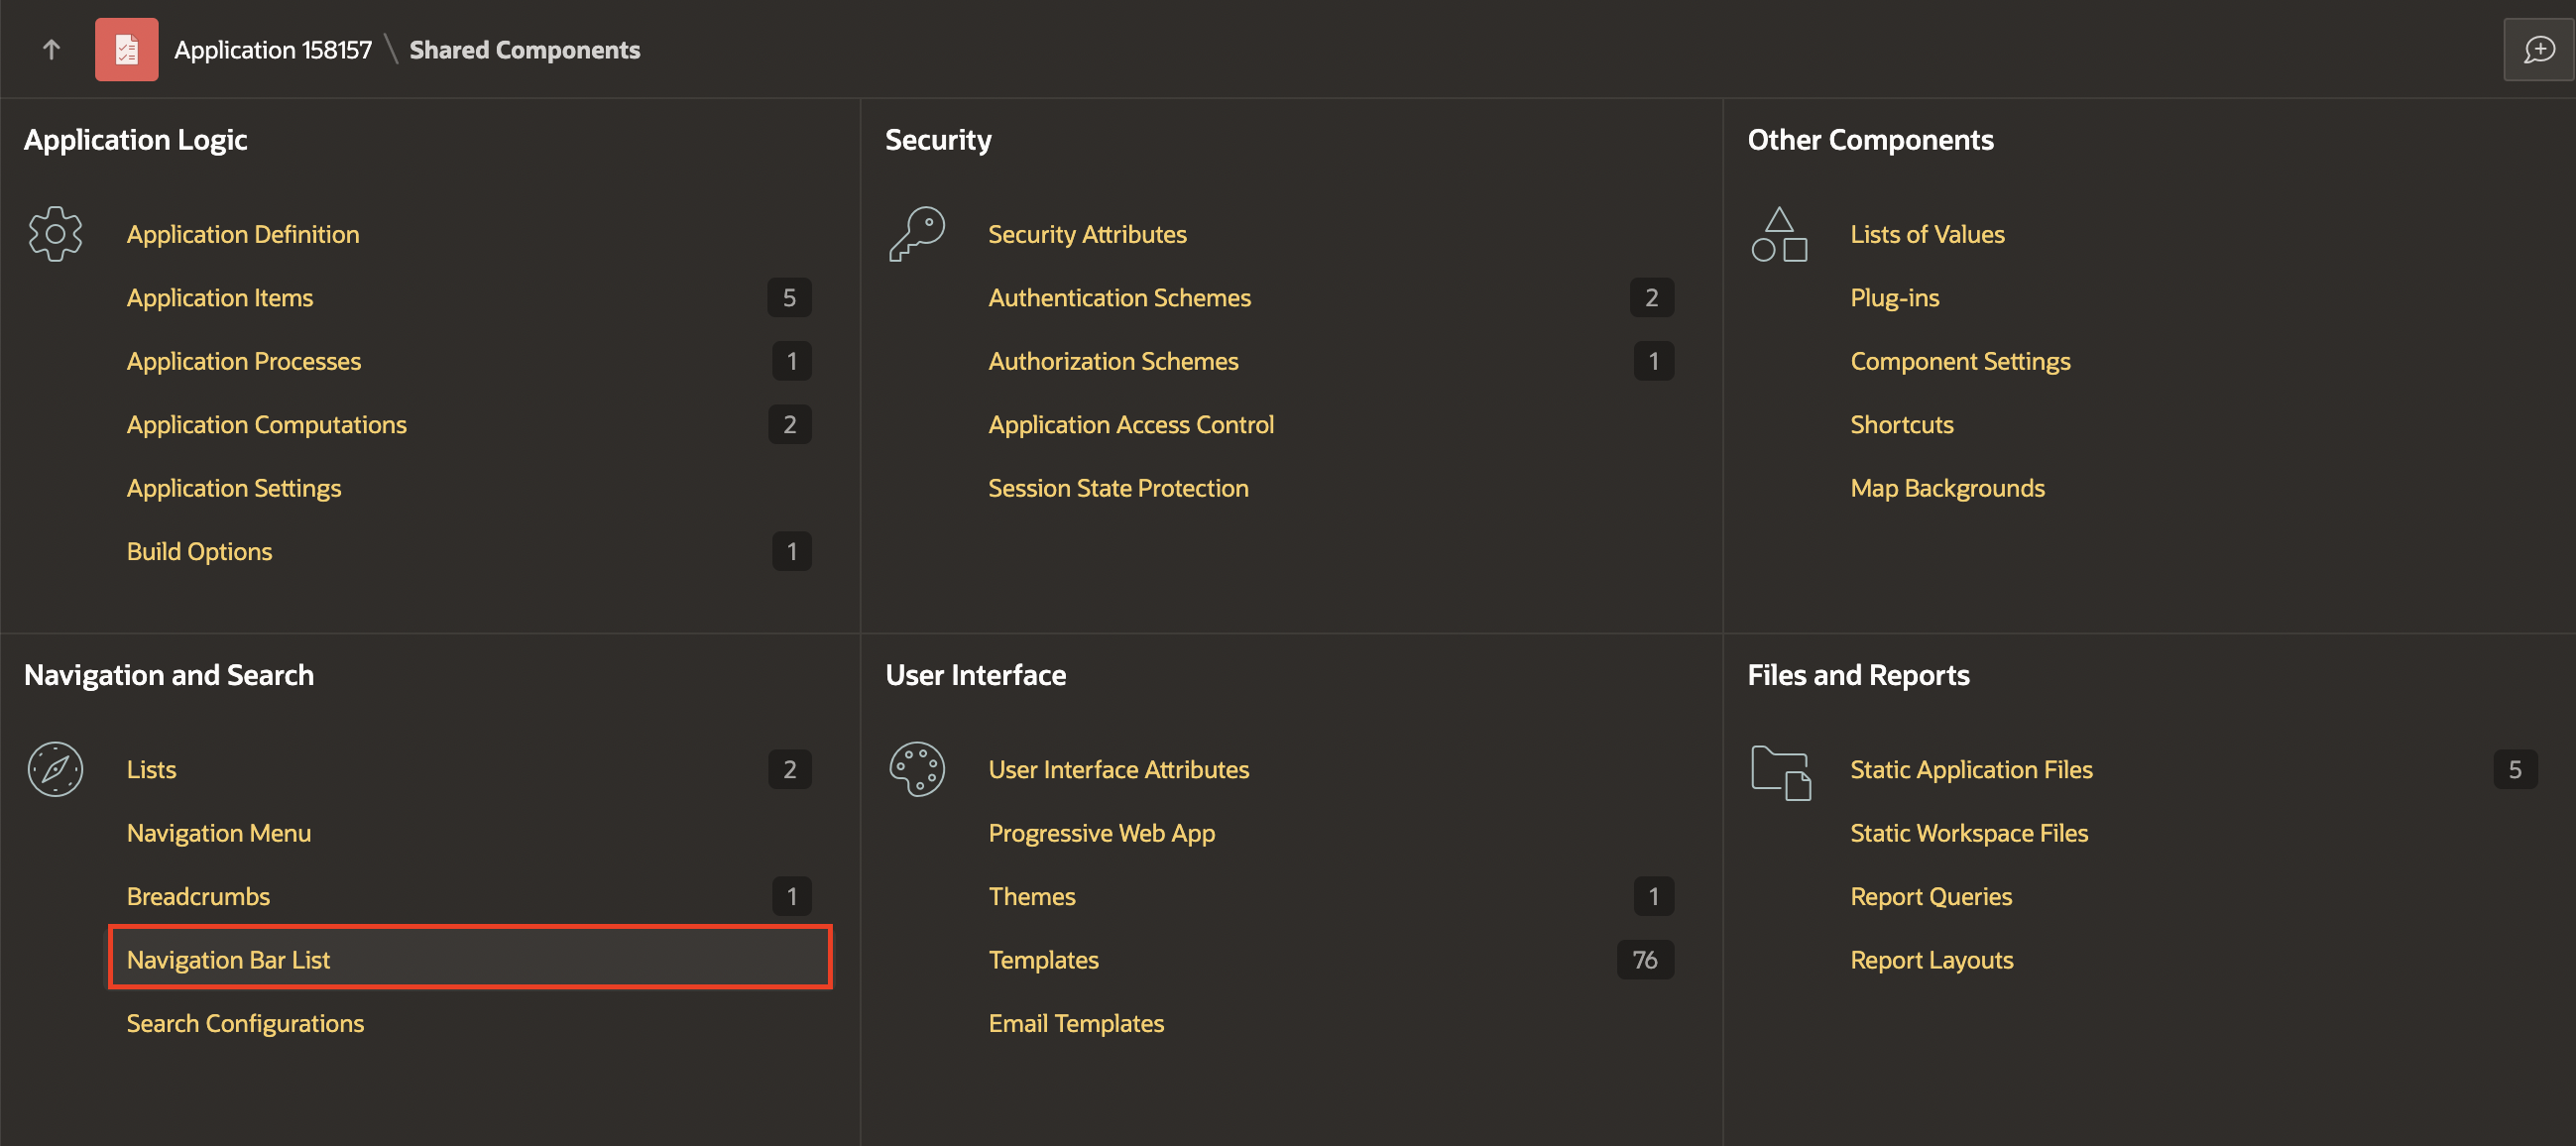 Application 158157 \ Shared Components
Application Logic
Application Definition
Application Items 5
Application Processes 1
Application Computations 2
Application Settings
Build Options 1
Security
Security Attributes
Authentication Schemes 2
Authorization Schemes 1
Application Access Control
Session State Protection
Other Components
Lists of Values
Plug-ins
Component Settings
Shortcuts
Map Backgrounds
Navigation and Search
Lists 2
Navigation Menu
Breadcrumbs 1
Navigation Bar List
Search Configurations
User Interface
User Interface Attributes
Progressive Web App
Themes 1
Templates 76
Email Templates
Files and Reports
Static Application Files 5
Static Workspace Files
Report Queries
Report Layouts